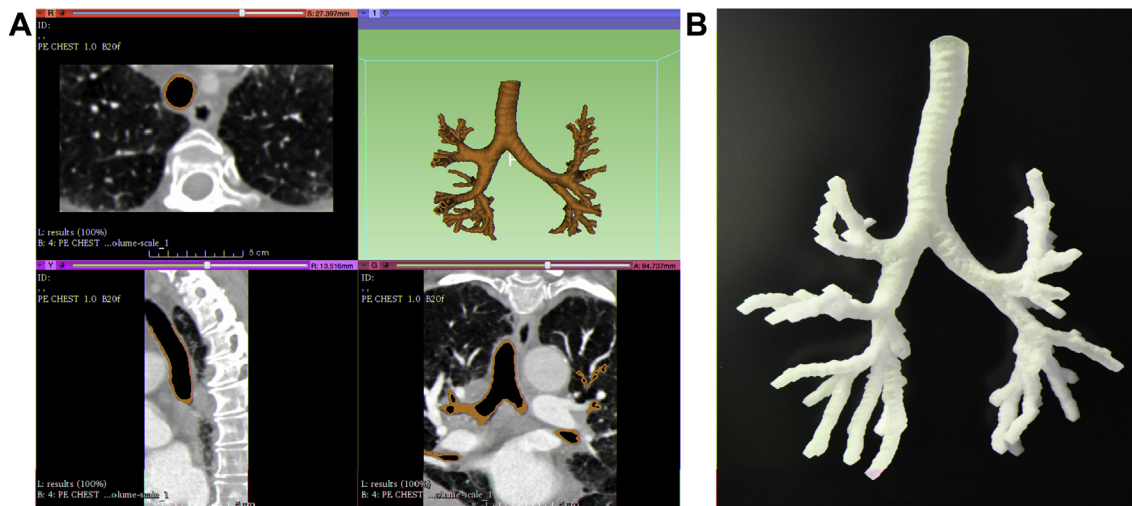 A
R
S: 27.397mm
ID:
, ,
PE CHEST 1.0 B20f
L: results (100%)
B: 4: PE CHEST ...olume-scale_1
5 cm
1
B
Y
R: 13.516mm
ID:
, ,
PE CHEST 1.0 B20f
L: results (100%)
B: 4: PE CHEST ...olume-scale_1
G
A: 94.737mm
ID:
, ,
PE CHEST 1.0 B20f
L: results (100%)
B: 4: PE CHEST ...olume-scale_1